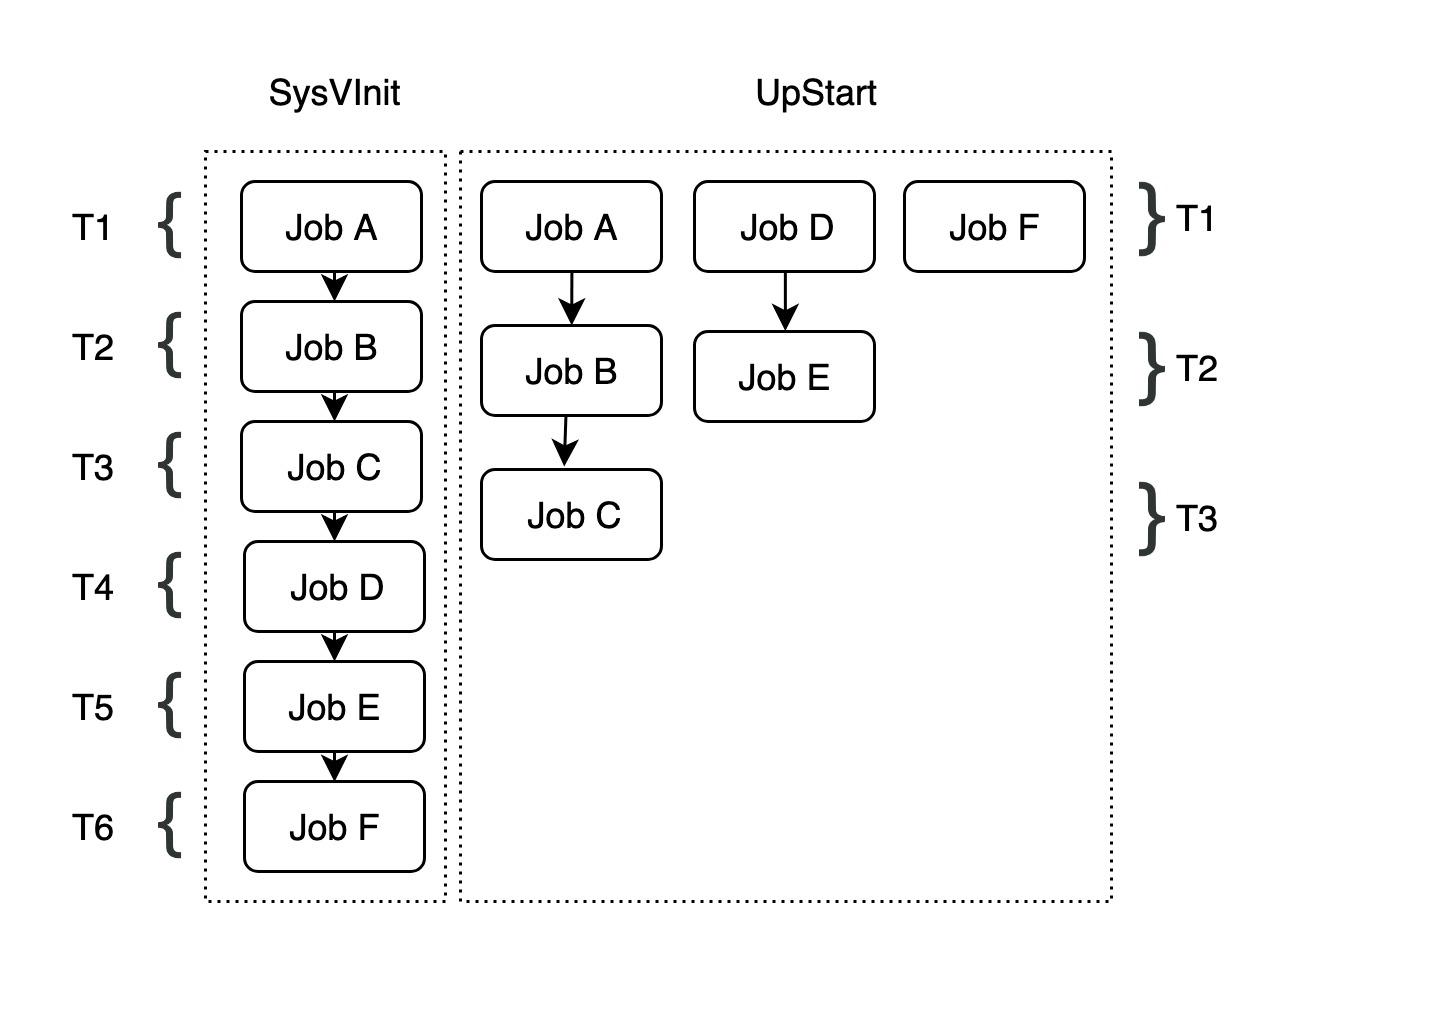 SysVInit
UpStart
T1
Job A
Job A
Job D
Job F
T1
T2
Job B
Job B
Job E
T2
T3
Job C
Job C
T3
T4
Job D
T5
Job E
T6
Job F